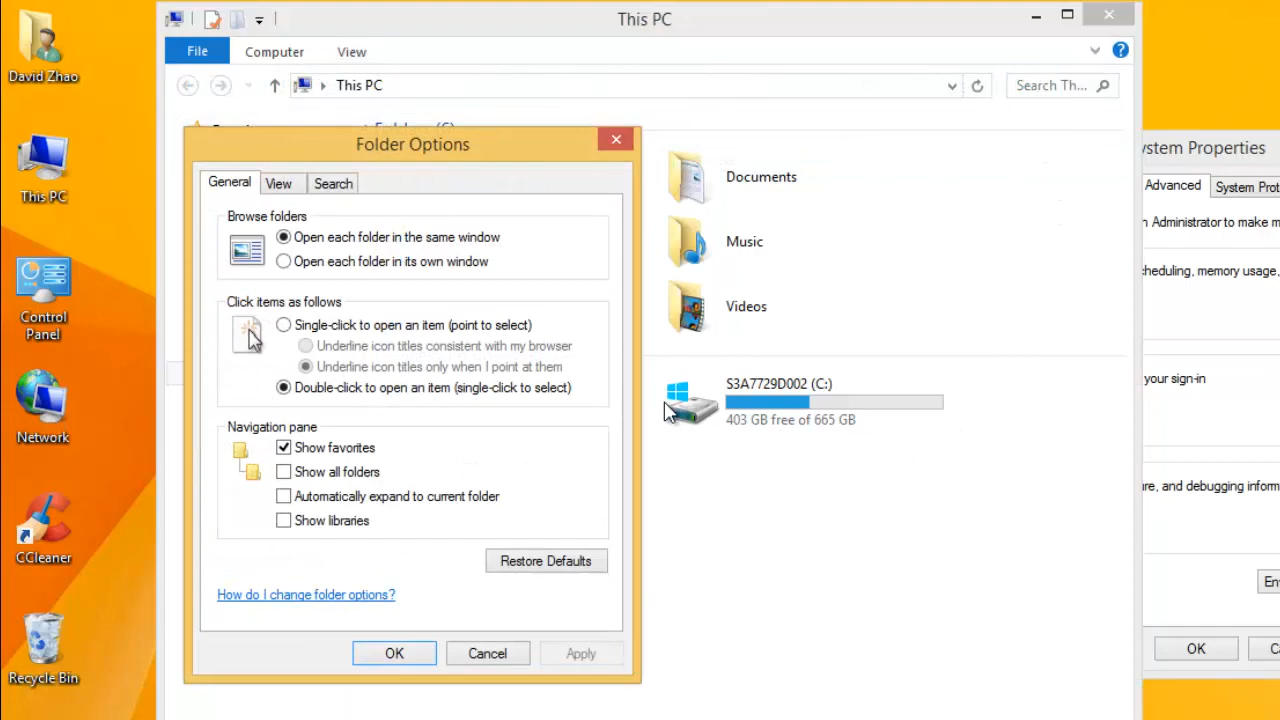 David Zhao
This PC
Control
Panel
Network
CCleaner
Recycle Bin
This PC
File
Computer
View
This PC
Search Th...
Folder Options
General
View
Search
Browse folders
Open each folder in the same window
Open each folder in its own window
Click items as follows
Single-click to open an item (point to select)
Underline icon titles consistent with my browser
Underline icon titles only when I point at them
Double-click to open an item (single-click to select)
Navigation pane
Show favorites
Show all folders
Automatically expand to current folder
Show libraries
Restore Defaults
How do I change folder options?
OK
Cancel
Apply
Documents
Music
Videos
S3A7729D002 (C:)
403 GB free of 665 GB
ystem Properties
Advanced
System Prot
n Administrator to make m
heduling, memory usage,
your sign-in
ure, and debugging inform
En
OK
Ca